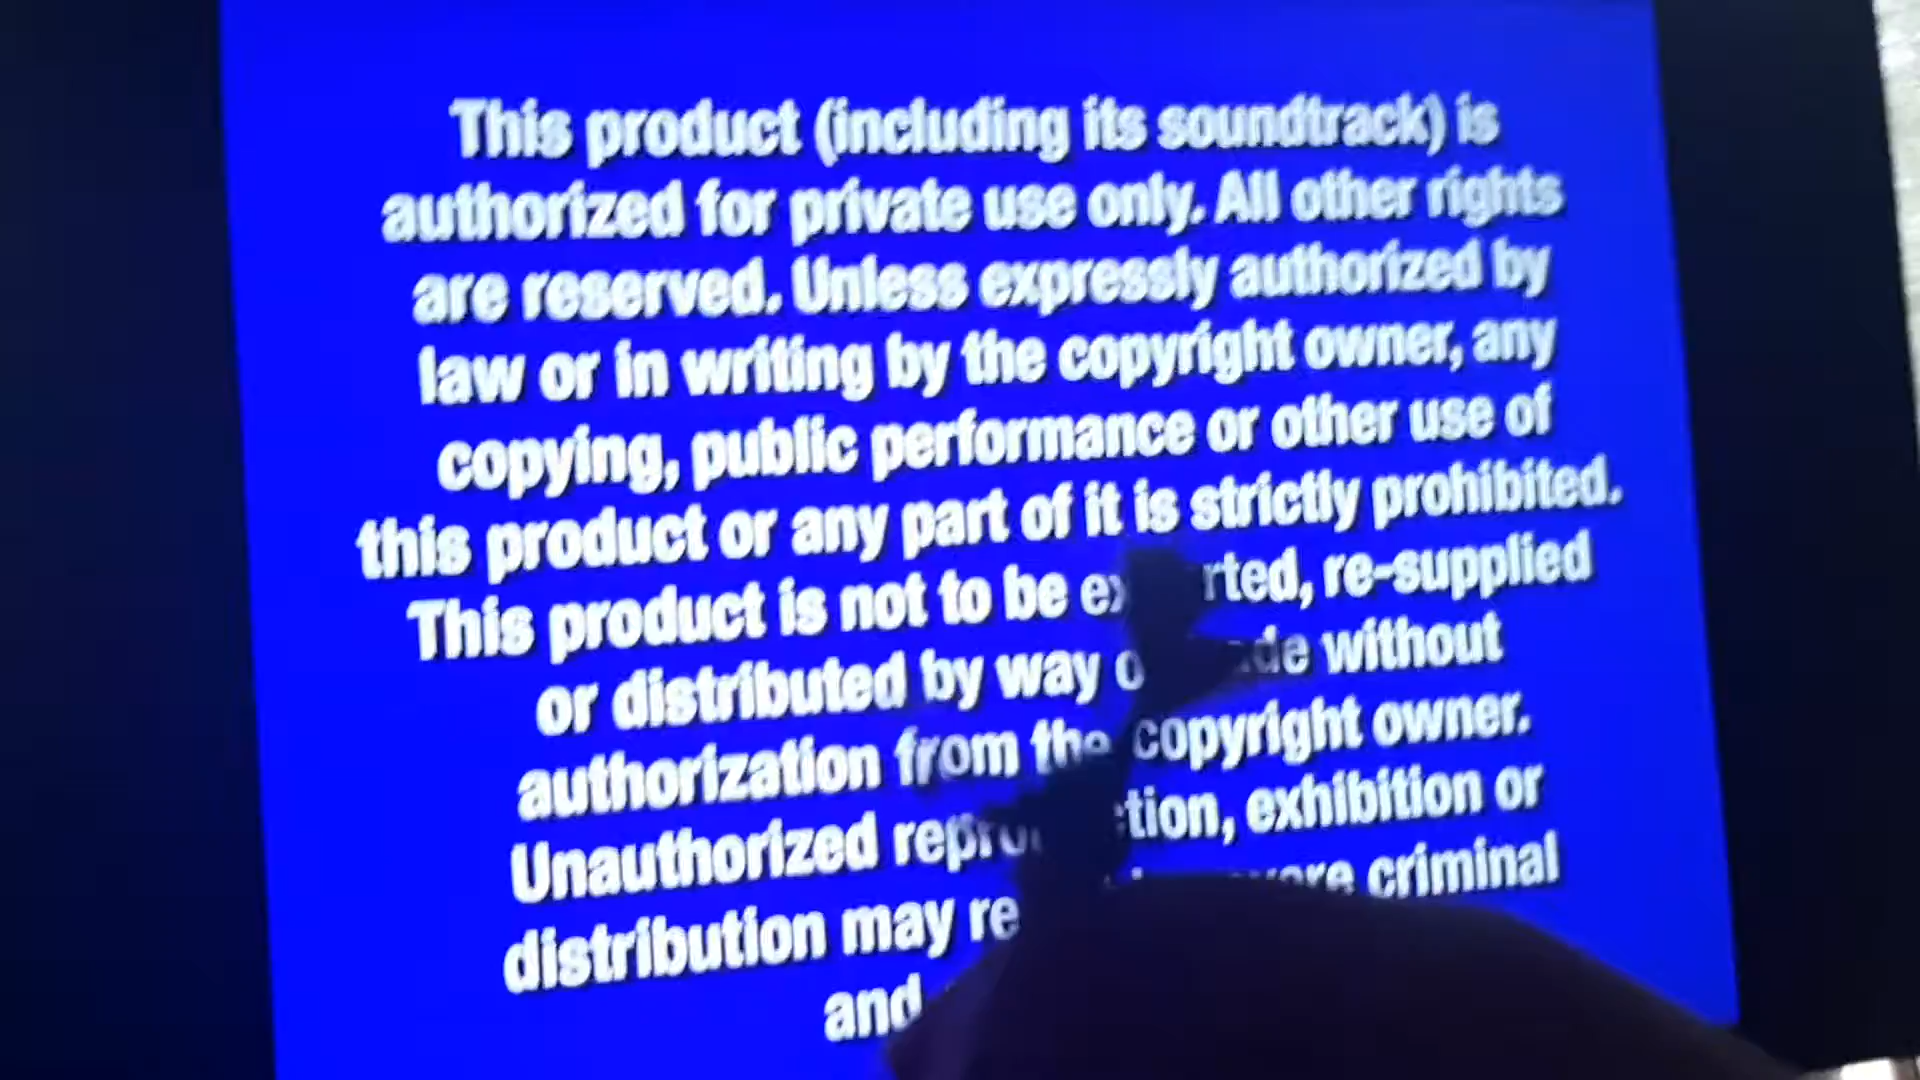 This product (including its soundtrack) is
authorized for private use only. All other rights
are reserved. Unless expressly authorized by
law or in writing by the copyright owner, any
copying, public performance or other use of
this product or any part of it is strictly prohibited.
This product is not to be re-supplied
or distributed by way without
authorization from the copyright owner.
Unauthorized exhibition or
distribution may criminal
and